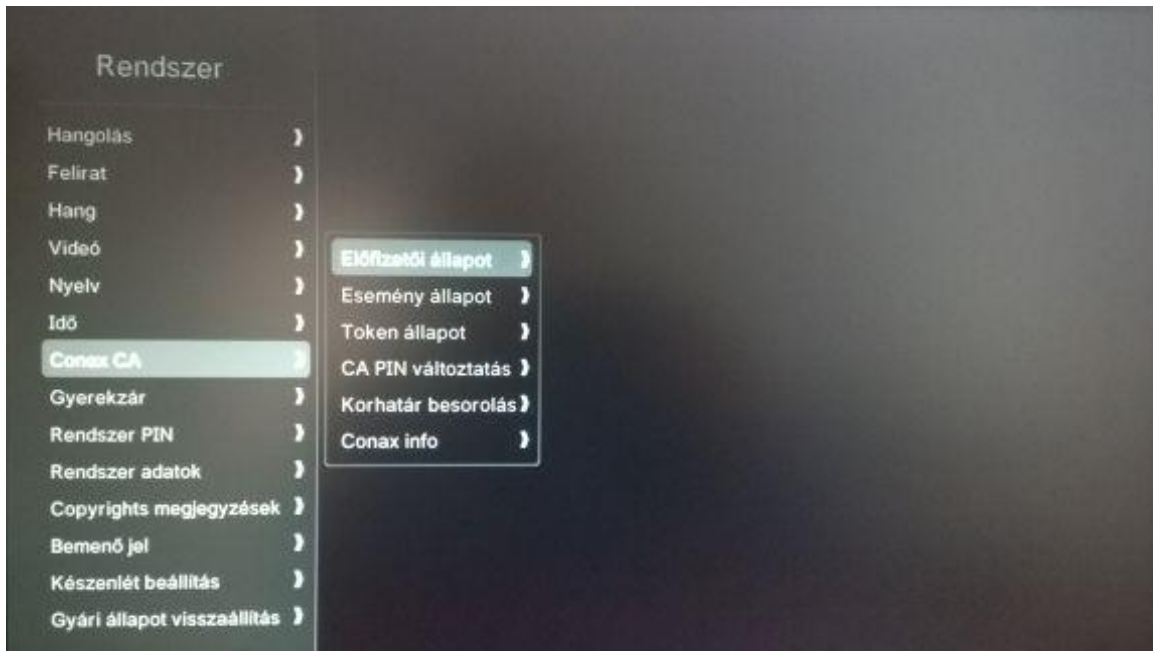 Rendszer
Hangolás
Felirat
Hang
Videó
Nyelv
Idő
Conax CA
Gyerekzár
Rendszer PIN
Rendszer adatok
Copyrights megjegyzések
Bemenő jel
Készenlét beállítás
Gyári állapot visszaállítás
Előfizetői állapot
Esemény állapot
Token állapot
CA PIN változtatás
Korhatár besorolás
Conax info